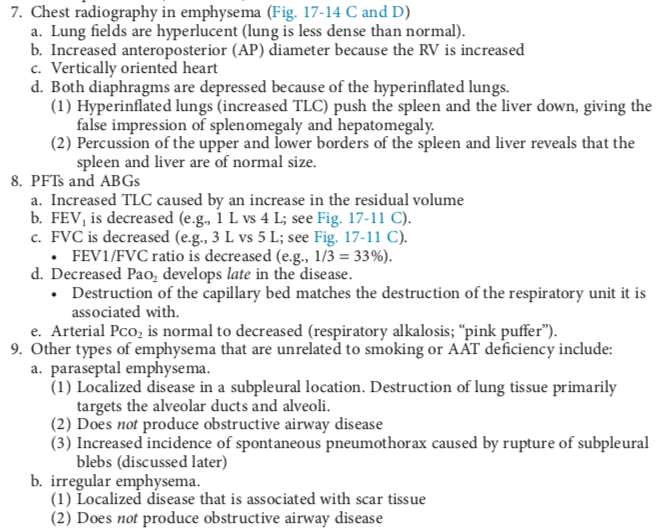 7. Chest radiography in emphysema (Fig. 17-14 C and D)
a. Lung fields are hyperlucent (lung is less dense than normal).
b. Increased anteroposterior (AP) diameter because the RV is increased
c. Vertically oriented heart
d. Both diaphragms are depressed because of the hyperinflated lungs.
(1) Hyperinflated lungs (increased TLC) push the spleen and the liver down, giving the
false impression of splenomegaly and hepatomegaly.
(2) Percussion of the upper and lower borders of the spleen and liver reveals that the
spleen and liver are of normal size.
8. PFTs and ABGs
a. Increased TLC caused by an increase in the residual volume
b. FEV₁ is decreased (e.g., 1 L vs 4 L; see Fig. 17-11 C).
c. FVC is decreased (e.g., 3 L vs 5 L; see Fig. 17-11 C).
• FEV1/FVC ratio is decreased (e.g., 1/3 = 33%).
d. Decreased Pao₂ develops late in the disease.
• Destruction of the capillary bed matches the destruction of the respiratory unit it is
associated with.
e. Arterial Pco₂ is normal to decreased (respiratory alkalosis; “pink puffer”).
9. Other types of emphysema that are unrelated to smoking or AAT deficiency include:
a. paraseptal emphysema.
(1) Localized disease in a subpleural location. Destruction of lung tissue primarily
targets the alveolar ducts and alveoli.
(2) Does not produce obstructive airway disease
(3) Increased incidence of spontaneous pneumothorax caused by rupture of subpleural
blebs (discussed later)
b. irregular emphysema.
(1) Localized disease that is associated with scar tissue
(2) Does not produce obstructive airway disease